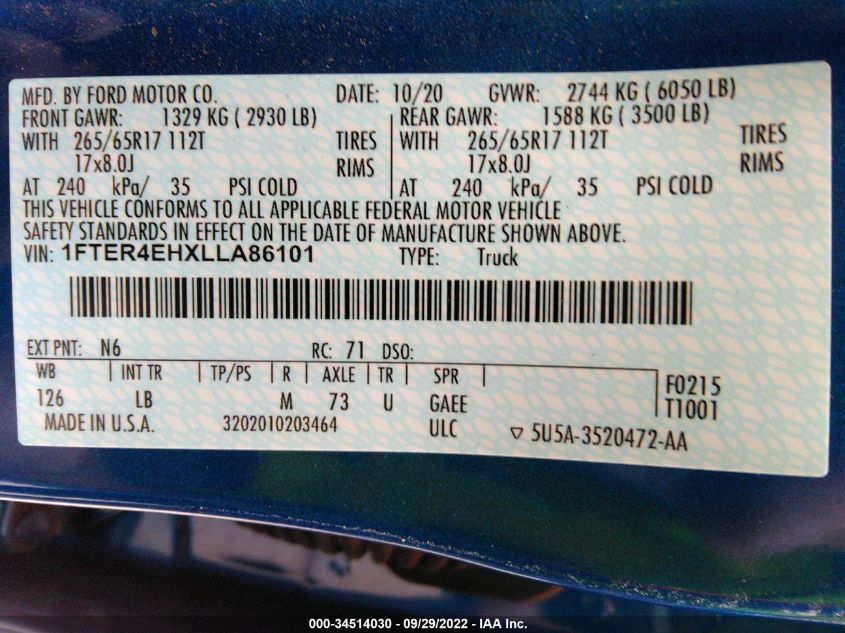 MFD. BY FORD MOTOR CO. DATE: 10/20 GVWR: 2744 KG ( 6050 LB)
FRONT GAWR: 1329 KG ( 2930 LB) REAR GAWR: 1588 KG ( 3500 LB)
WITH 265/65R17 112T TIRES WITH 265/65R17 112T TIRES
17x8.0J RIMS 17x8.0J RIMS
AT 240 kPa/ 35 PSI COLD AT 240 kPa/ 35 PSI COLD
THIS VEHICLE CONFORMS TO ALL APPLICABLE FEDERAL MOTOR VEHICLE
SAFETY STANDARDS IN EFFECT ON THE DATE OF MANUFACTURE SHOWN ABOVE.
VIN: 1FTER4EHXLLA86101 TYPE: Truck
EXT PNT: N6 RC: 71 DSO:
WB INT TR TP/PS R AXLE TR SPR F0215
126 LB M 73 U GAEE T1001
MADE IN U.S.A. 3202010203464 ULC ▽ 5U5A-3520472-AA
000-34514030 - 09/29/2022 - IAA Inc.